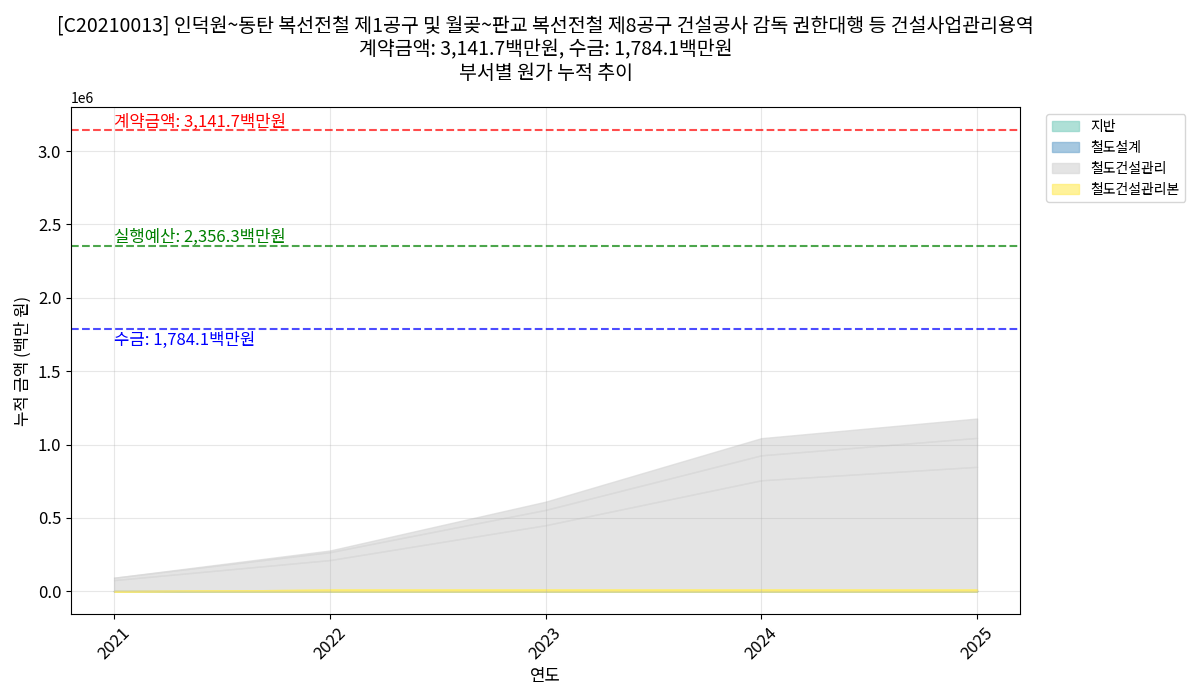 [C20210013] 인덕원~동탄 복선전철 제1공구 및 월곶~판교 복선전철 제8공구 건설공사 감독 권한대행 등 건설사업관리용역
계약금액: 3,141.7백만원, 수금: 1,784.1백만원
부서별 원가 누적 추이
1e6
계약금액: 3,141.7백만원
실행예산: 2,356.3백만원
수금: 1,784.1백만원
3.0
2.5
2.0
1.5
1.0
0.5
0.0
누적 금액 (백만 원)
2021
2022
2023
2024
2025
연도
지반
철도설계
철도건설관리
철도건설관리본